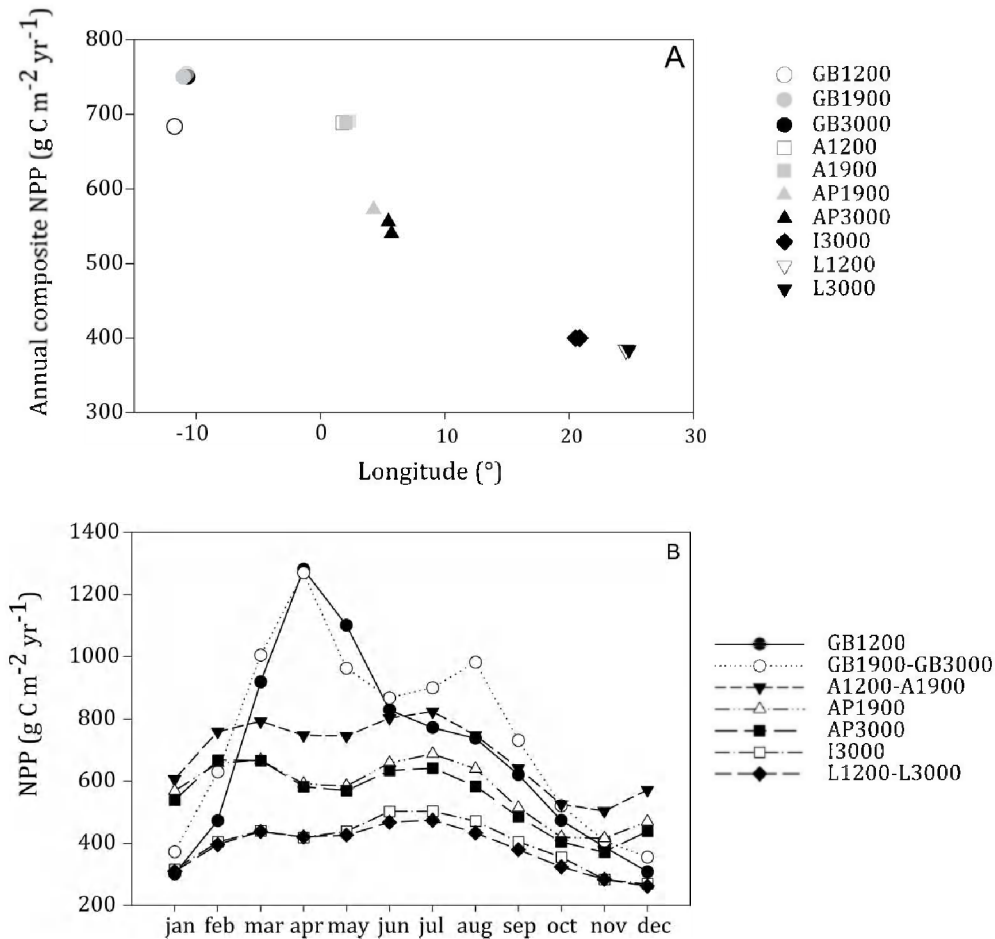 A
Annual composite NPP (g C m-2 yr-1)
800
700
600
500
400
300
-10
0
10
20
30
Longitude (°)
GB1200
GB1900
GB3000
A1200
A1900
AP1900
AP3000
I3000
L1200
L3000
B
NPP (g C m-2 yr-1)
1400
1200
1000
800
600
400
200
jan feb mar apr may jun jul aug sep oct nov dec
GB1200
GB1900-GB3000
A1200-A1900
AP1900
AP3000
I3000
L1200-L3000